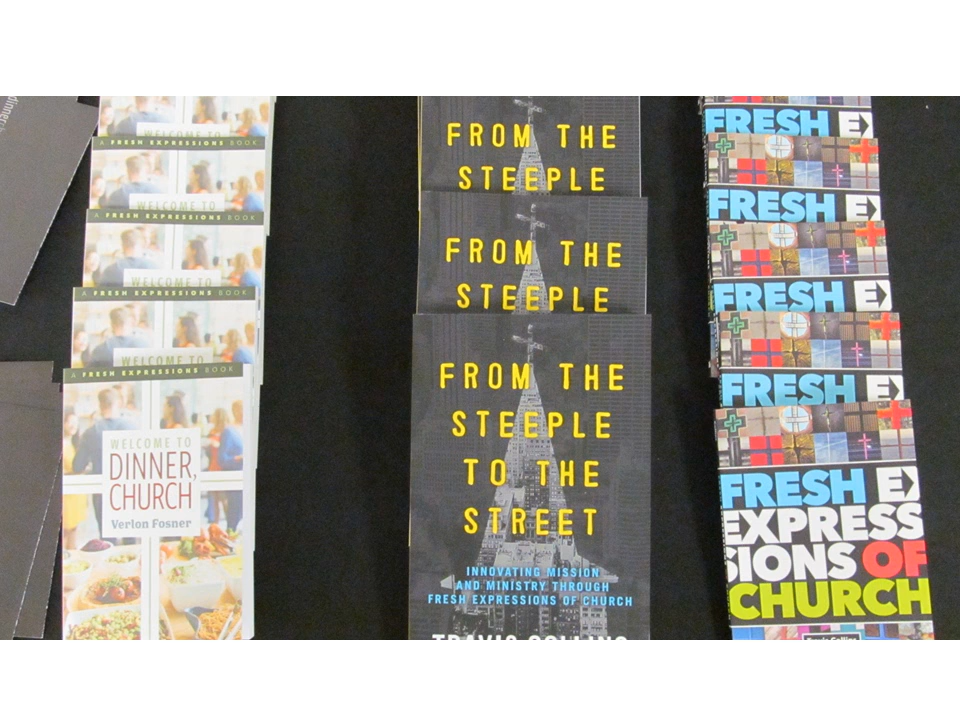 WELCOME TO
A FRESH EXPRESSIONS BOOK
WELCOME TO
A FRESH EXPRESSIONS BOOK
WELCOME TO
A FRESH EXPRESSIONS BOOK
WELCOME TO
A FRESH EXPRESSIONS BOOK
WELCOME TO
DINNER,
CHURCH
Verlon Fosner
FROM THE
STEEPLE
FROM THE
STEEPLE
FROM THE
STEEPLE
TO THE
STREET
INNOVATING MISSION
AND MINISTRY THROUGH
FRESH EXPRESSIONS OF CHURCH
TRAVIS COLLINS
FRESH EX
FRESH EX
FRESH EX
FRESH EX
FRESH EX
EXPRESS
SIONS OF
CHURCH
Travis Collins